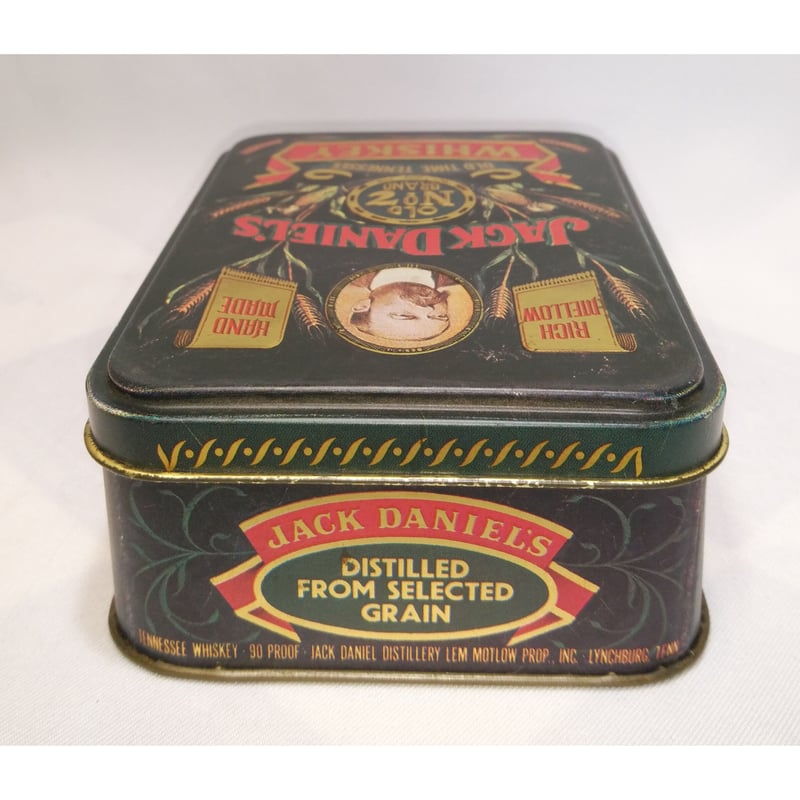 WHISKEY
OLD TIME TENNESSEE
OLD
No. 2
BRAND
JACK DANIEL'S
HAND
MADE
RICH
MELLOW
JACK DANIEL'S
DISTILLED
FROM SELECTED
GRAIN
TENNESSEE WHISKEY · 90 PROOF · JACK DANIEL DISTILLERY LEM MOTLOW PROP., INC. · LYNCHBURG, TENN